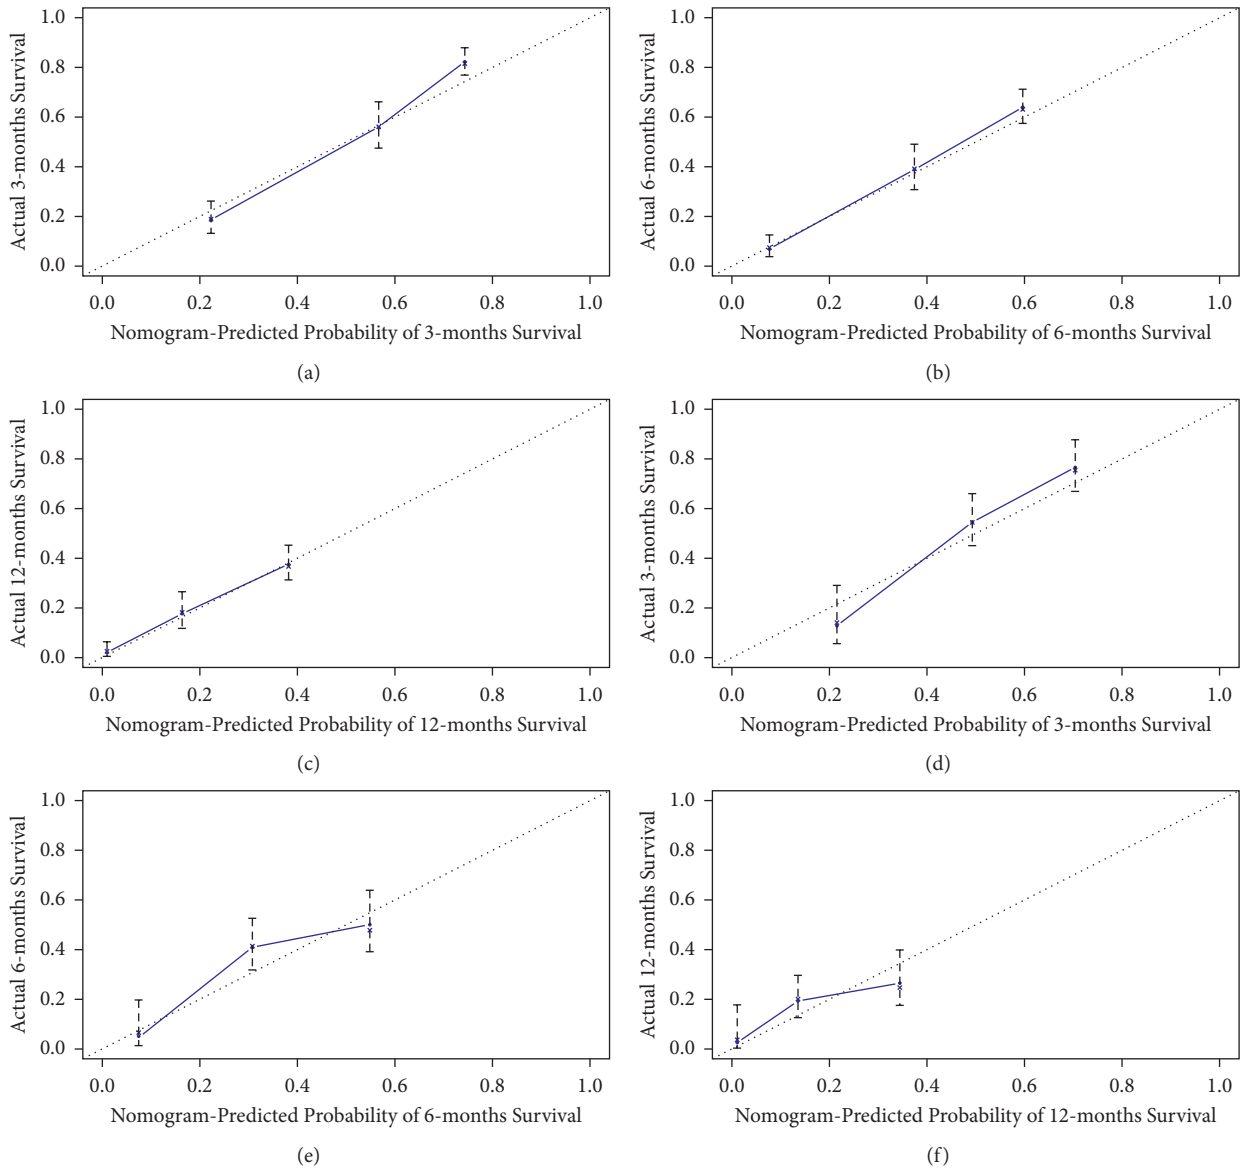 Actual 3-months Survival
1.0
0.8
0.6
0.4
0.2
0.0
0.0 0.2 0.4 0.6 0.8 1.0
Nomogram-Predicted Probability of 3-months Survival
(a)
Actual 6-months Survival
1.0
0.8
0.6
0.4
0.2
0.0
0.0 0.2 0.4 0.6 0.8 1.0
Nomogram-Predicted Probability of 6-months Survival
(b)
Actual 12-months Survival
1.0
0.8
0.6
0.4
0.2
0.0
0.0 0.2 0.4 0.6 0.8 1.0
Nomogram-Predicted Probability of 12-months Survival
(c)
Actual 3-months Survival
1.0
0.8
0.6
0.4
0.2
0.0
0.0 0.2 0.4 0.6 0.8 1.0
Nomogram-Predicted Probability of 3-months Survival
(d)
Actual 6-months Survival
1.0
0.8
0.6
0.4
0.2
0.0
0.0 0.2 0.4 0.6 0.8 1.0
Nomogram-Predicted Probability of 6-months Survival
(e)
Actual 12-months Survival
1.0
0.8
0.6
0.4
0.2
0.0
0.0 0.2 0.4 0.6 0.8 1.0
Nomogram-Predicted Probability of 12-months Survival
(f)